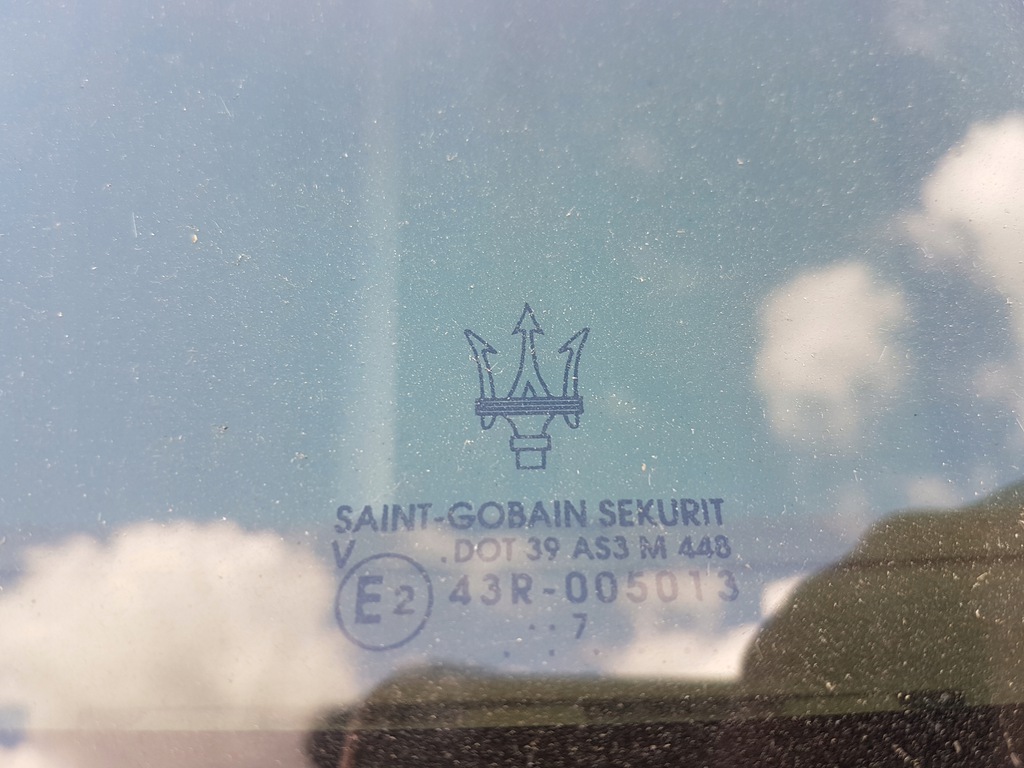 SAINT-GOBAIN SEKURIT
V .DOT 39 AS3 M 448
E2 43R-005013
. . 7